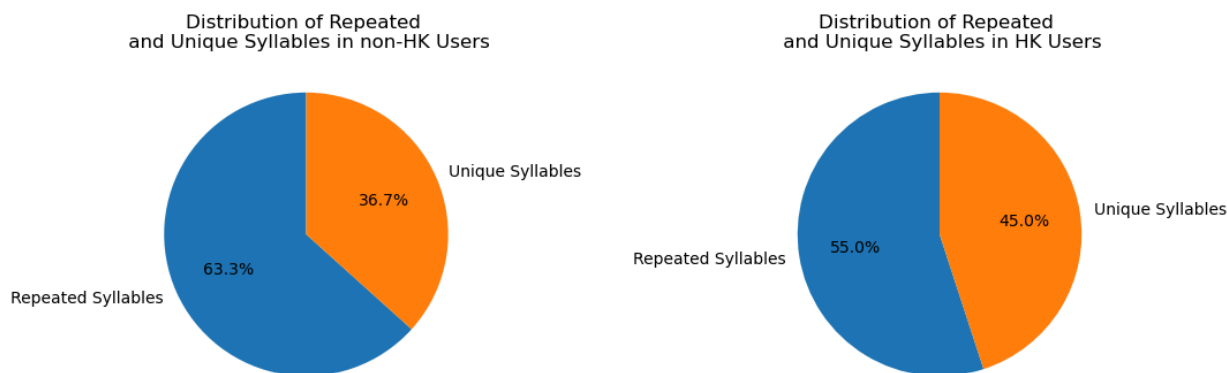 Distribution of Repeated
and Unique Syllables in non-HK Users
Unique Syllables
36.7%
63.3%
Repeated Syllables
Distribution of Repeated
and Unique Syllables in HK Users
Unique Syllables
45.0%
55.0%
Repeated Syllables